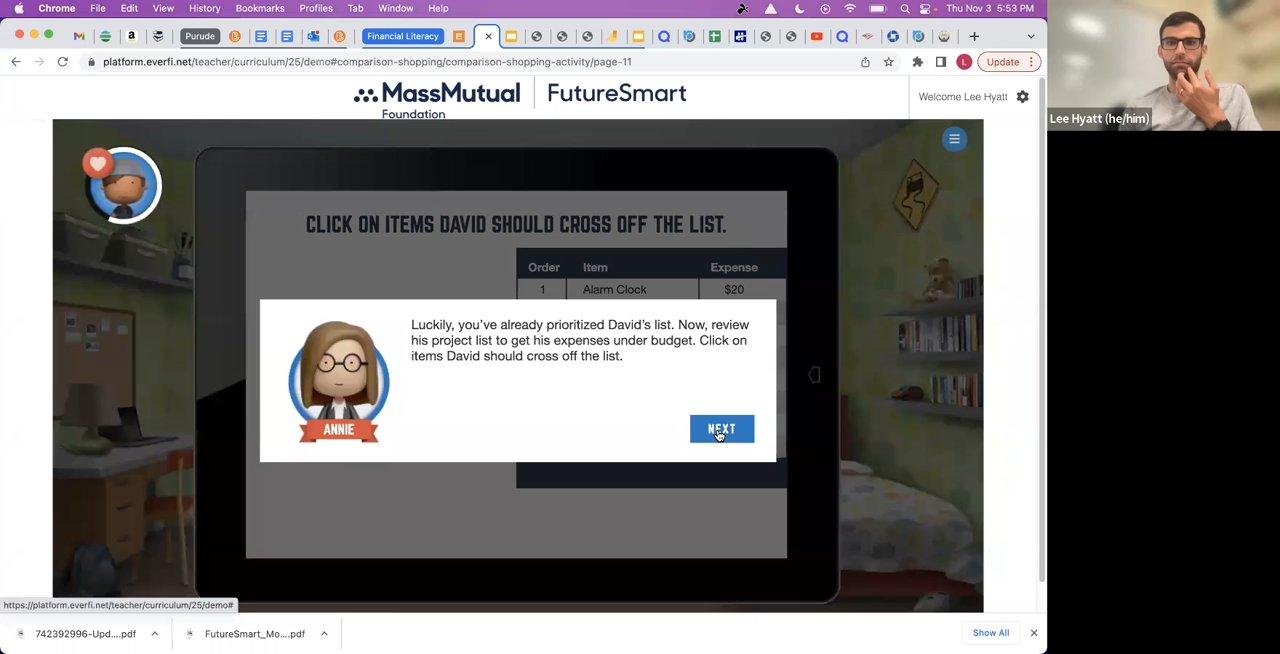 Chrome File Edit View History Bookmarks Profiles Tab Window Help Thu Nov 3 5:53 PM
Purude Financial Literacy
platform.everfi.net/teacher/curriculum/25/demo#comparison-shopping/comparison-shopping-activity/page-11 L Update
MassMutual FutureSmart
Foundation
Welcome Lee Hyatt
Lee Hyatt (he/him)
CLICK ON ITEMS DAVID SHOULD CROSS OFF THE LIST.
Order Item Expense
1 Alarm Clock $20
Luckily, you've already prioritized David's list. Now, review
his project list to get his expenses under budget. Click on
items David should cross off the list.
ANNIE
NEXT
https://platform.everfi.net/teacher/curriculum/25/demo#
742392996-Upd....pdf FutureSmart_Mo....pdf Show All